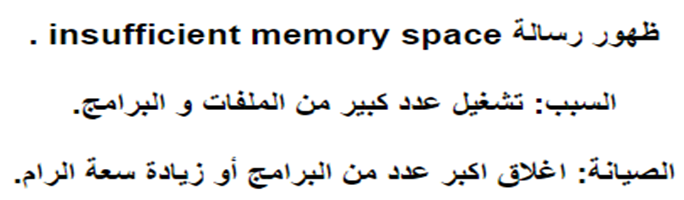 ظهور رسالة insufficient memory space .
السبب: تشغيل عدد كبير من الملفات و البرامج.
الصيانة: اغلاق اكبر عدد من البرامج أو زيادة سعة الرام.